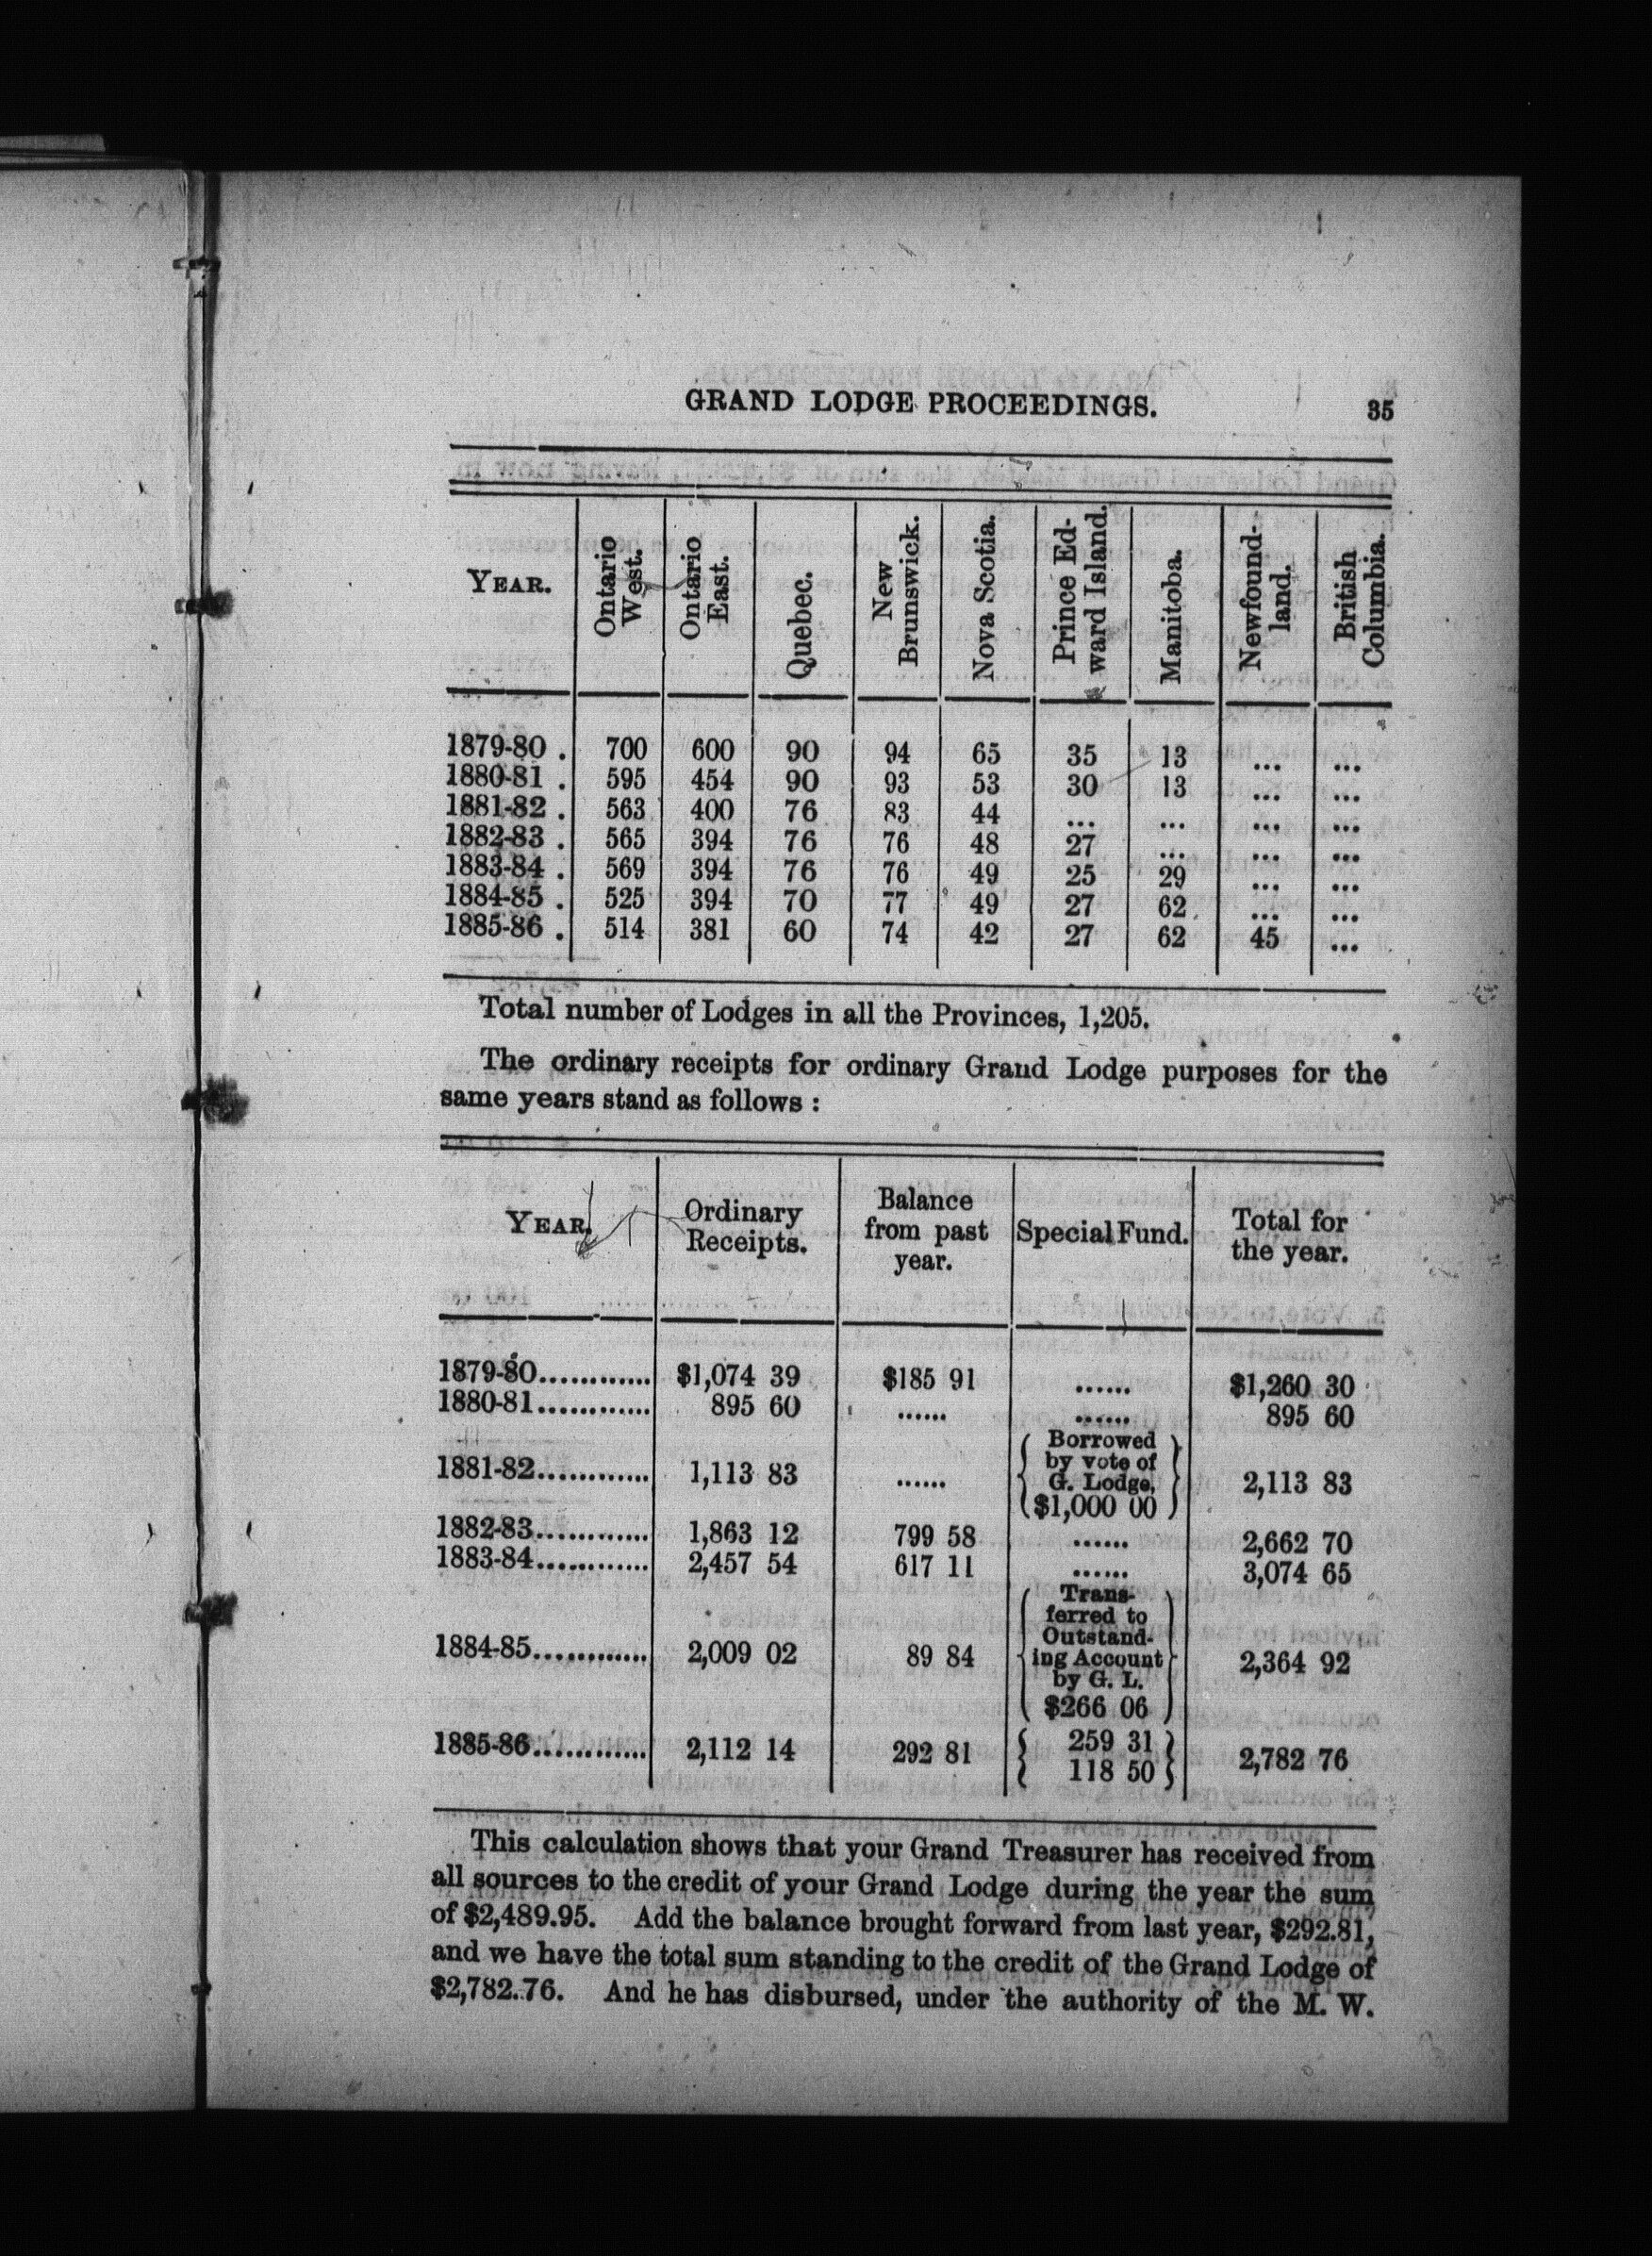 GRAND LODGE PROCEEDINGS. 35
YEAR. Ontario West. Ontario East. Quebec. New Brunswick. Nova Scotia. Prince Ed- ward Island. Manitoba. Newfound- land. British Columbia.
1879-80 . 700 600 90 94 65 35 13 ... ...
1880-81 . 595 454 90 93 53 30 13 ... ...
1881-82 . 563 400 76 83 44 ... ... ... ...
1882-83 . 565 394 76 76 48 27 ... ... ...
1883-84 . 569 394 76 76 49 25 29 ... ...
1884-85 . 525 394 70 77 49 27 62 ... ...
1885-86 . 514 381 60 74 42 27 62 45 ...
Total number of Lodges in all the Provinces, 1,205.
The ordinary receipts for ordinary Grand Lodge purposes for the
same years stand as follows :
YEAR. Ordinary Receipts. Balance from past year. Special Fund. Total for the year.
1879-80............ $1,074 39 $185 91 ...... $1,260 30
1880-81............ 895 60 ...... ...... 895 60
1881-82............ 1,113 83 ...... Borrowed by vote of G. Lodge, $1,000 00 2,113 83
1882-83............ 1,863 12 799 58 ...... 2,662 70
1883-84............ 2,457 54 617 11 ...... 3,074 65
1884-85............ 2,009 02 89 84 Trans- ferred to Outstand- ing Account by G. L. $266 06 2,364 92
1885-86............ 2,112 14 292 81 259 31 118 50 2,782 76
This calculation shows that your Grand Treasurer has received from
all sources to the credit of your Grand Lodge during the year the sum
of $2,489.95. Add the balance brought forward from last year, $292.81,
and we have the total sum standing to the credit of the Grand Lodge of
$2,782.76. And he has disbursed, under the authority of the M. W.